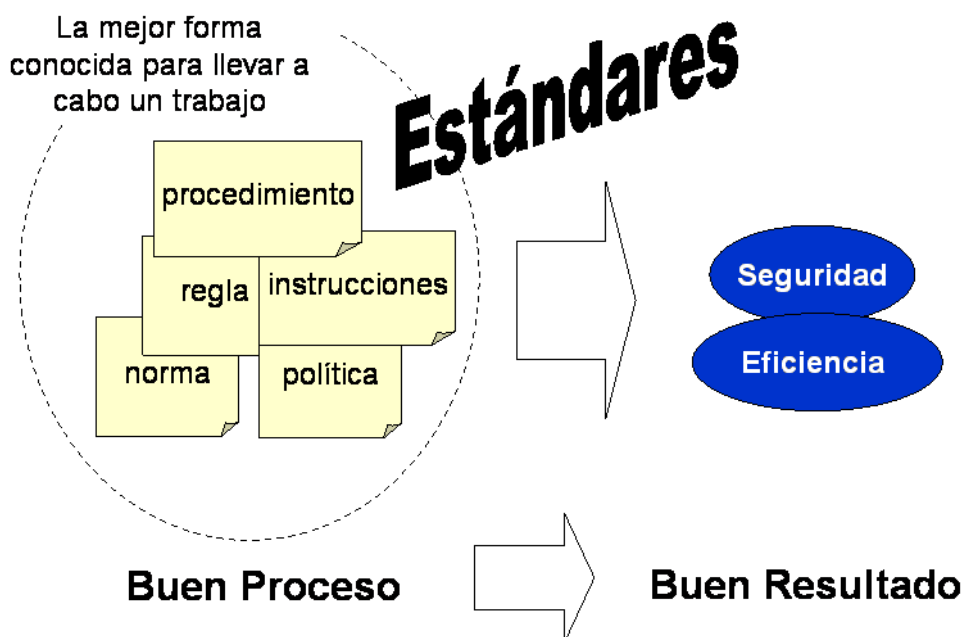 La mejor forma
conocida para llevar a
cabo un trabajo
Estándares
procedimiento
regla
instrucciones
norma
política
Seguridad
Eficiencia
Buen Proceso
Buen Resultado